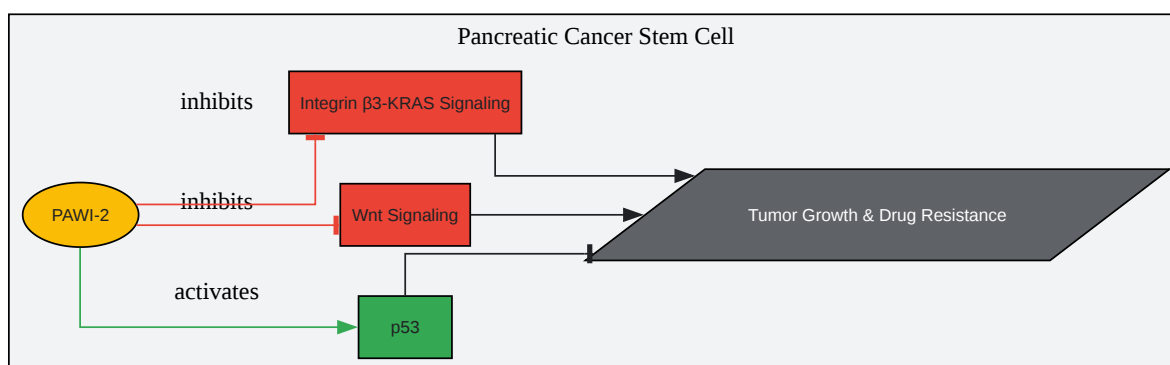 Pancreatic Cancer Stem Cell
inhibits
Integrin β3-KRAS Signaling
inhibits
PAWI-2
Wnt Signaling
Tumor Growth & Drug Resistance
activates
p53